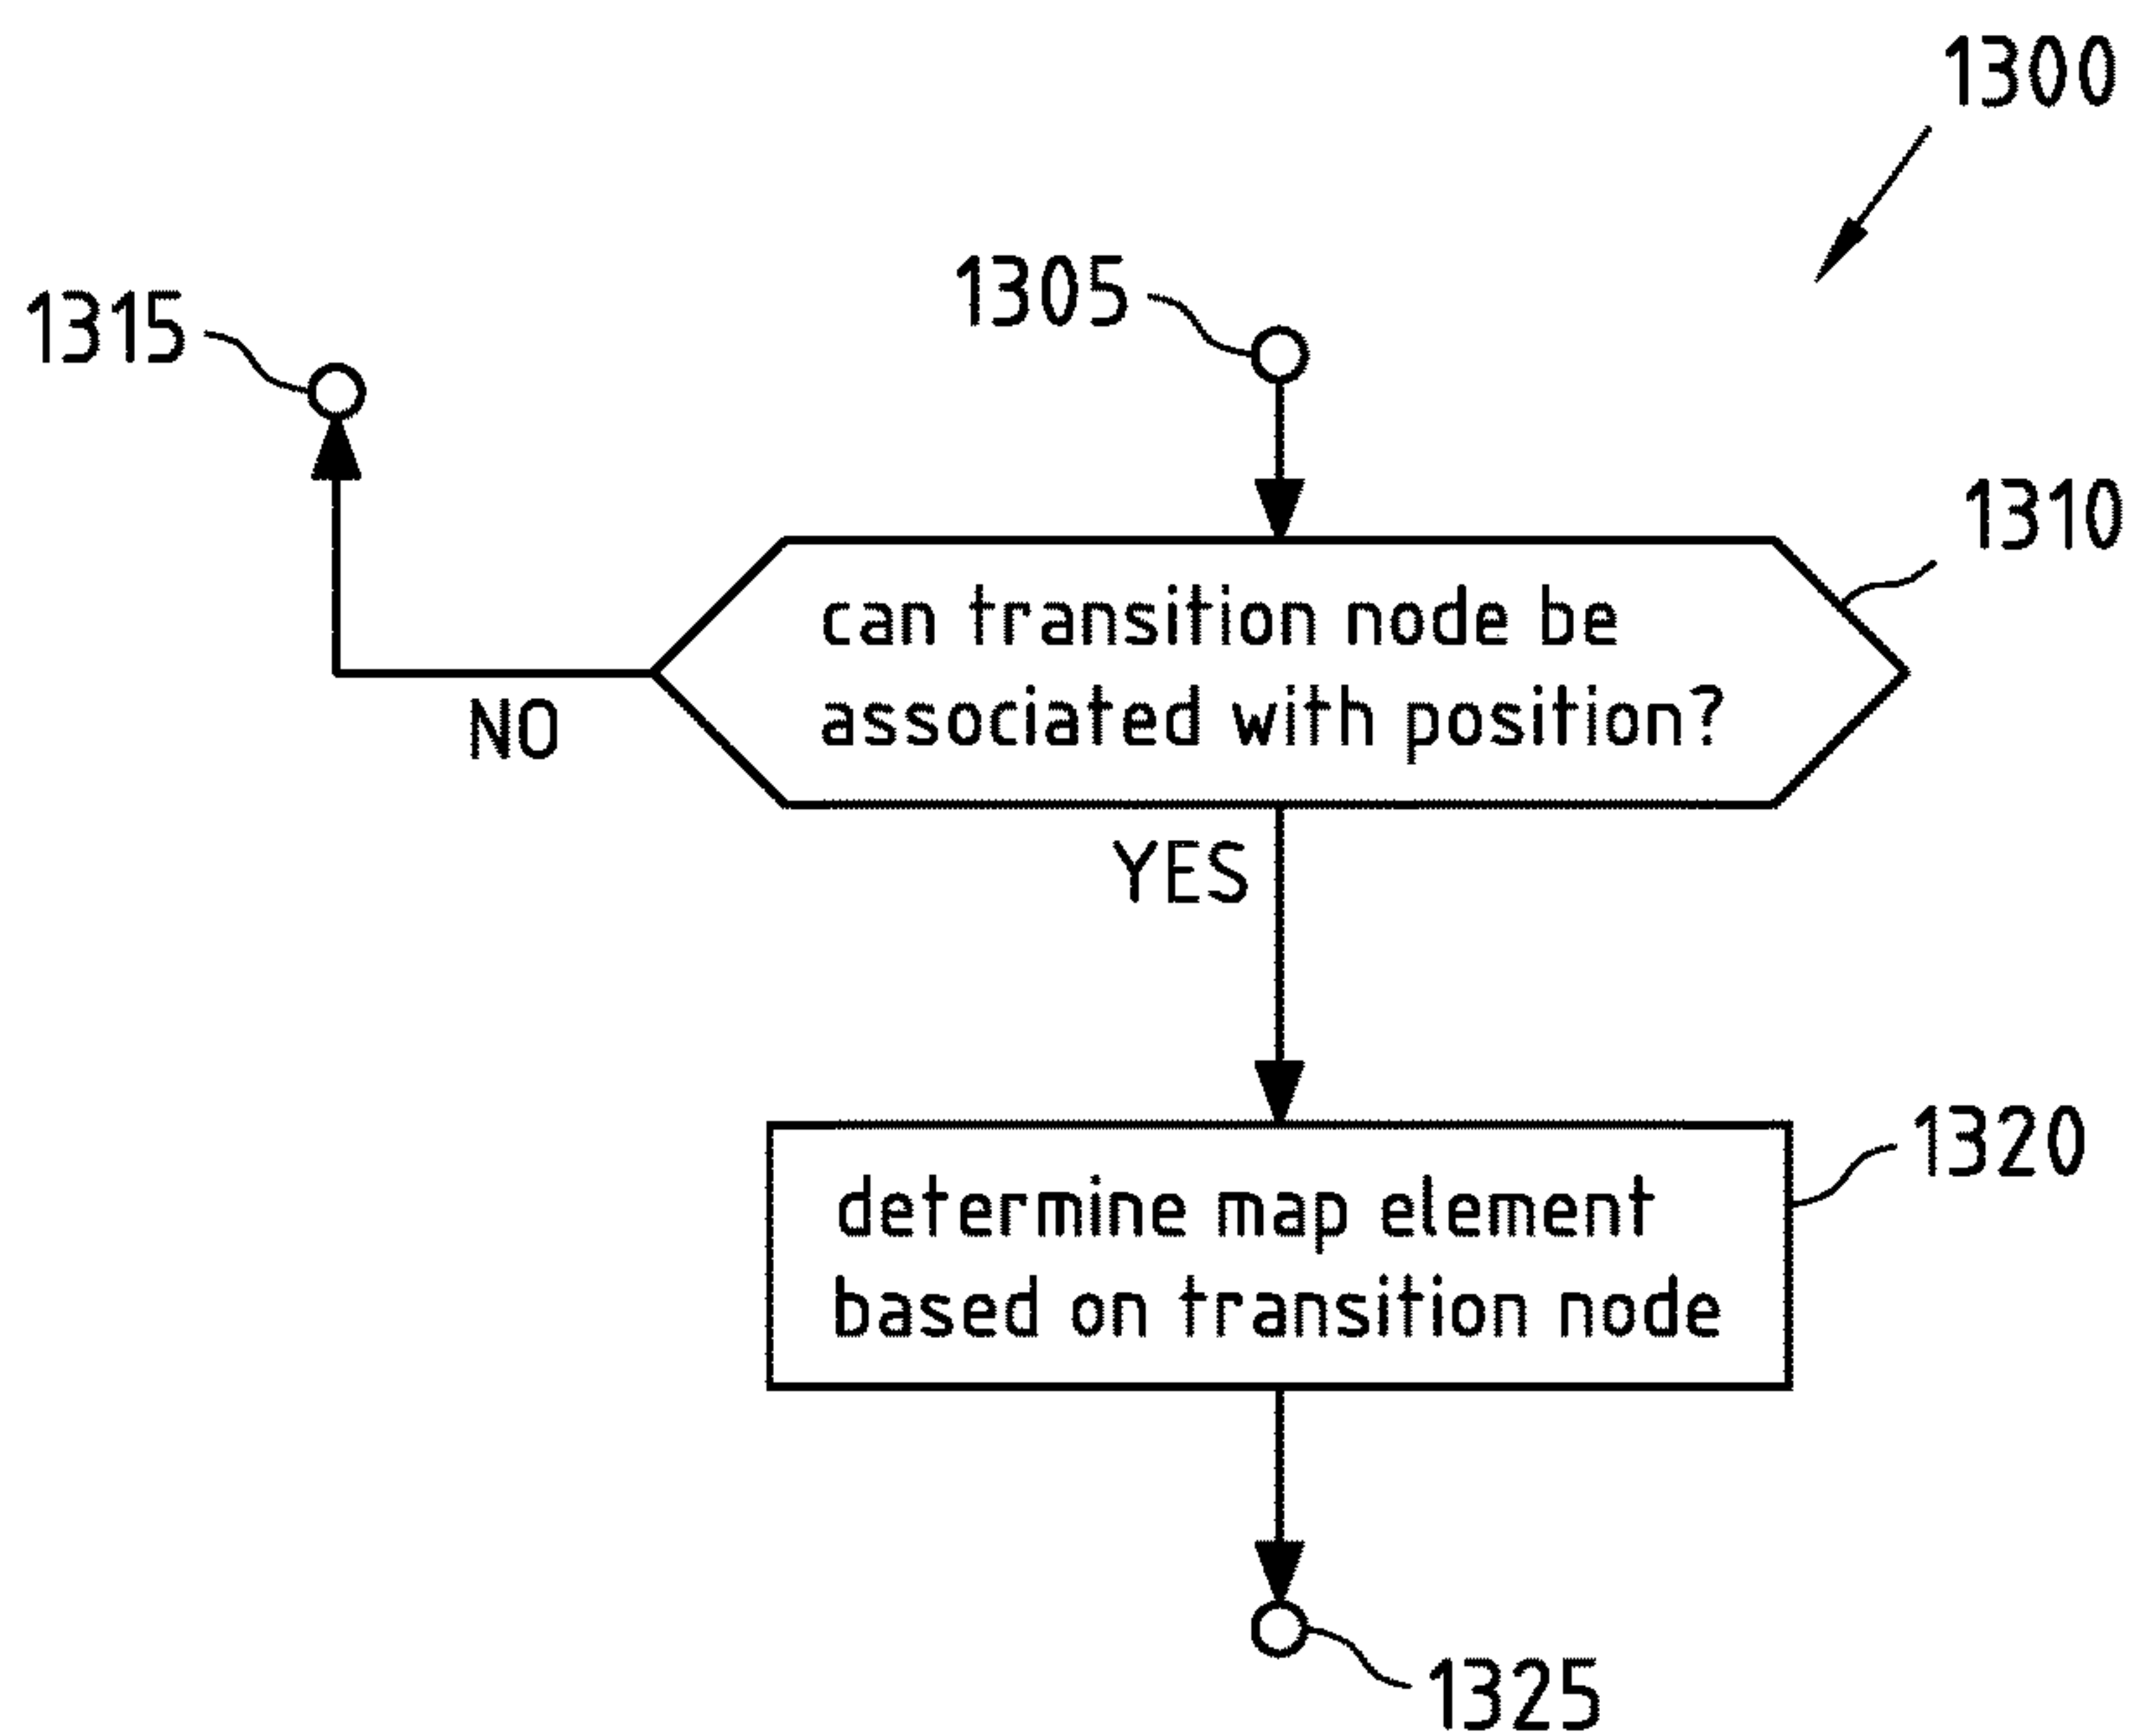 1300
1305
1315
1310
can transition node be
associated with position?
NO
YES
1320
determine map element
based on transition node
1325